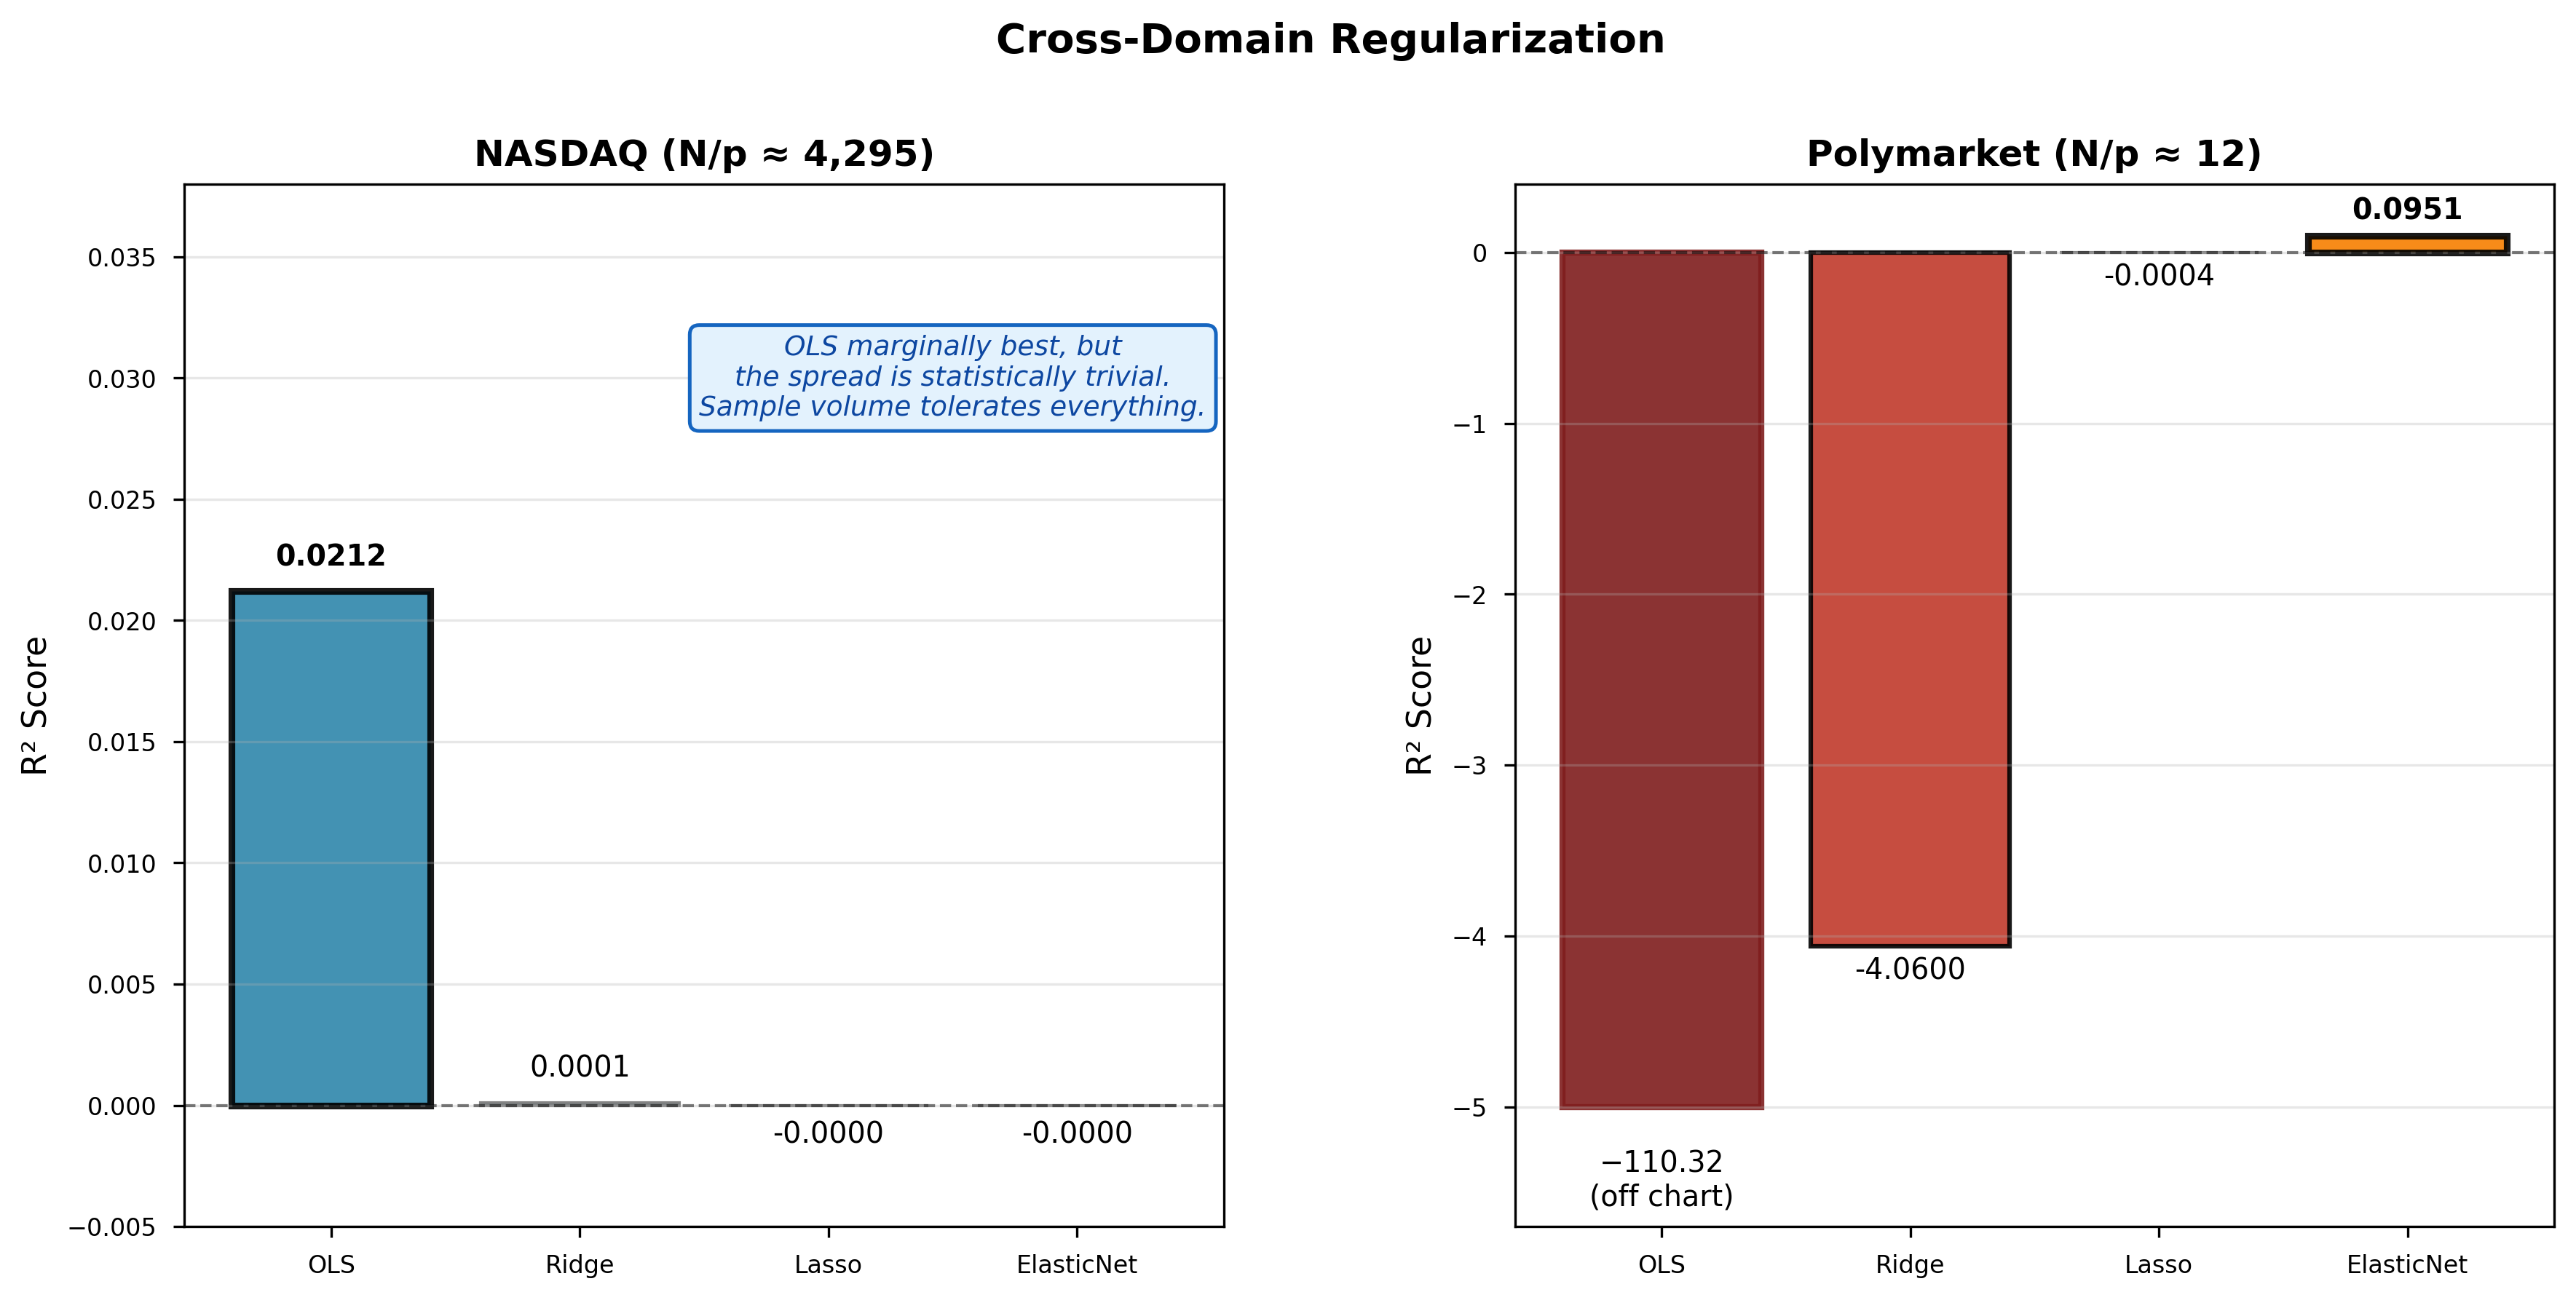 Cross-Domain Regularization
NASDAQ (N/p ≈ 4,295)
R² Score
0.035
0.030
0.025
0.020
0.015
0.010
0.005
0.000
−0.005
OLS marginally best, but
the spread is statistically trivial.
Sample volume tolerates everything.
0.0212
0.0001
-0.0000
-0.0000
OLS
Ridge
Lasso
ElasticNet
Polymarket (N/p ≈ 12)
R² Score
0
−1
−2
−3
−4
−5
0.0951
-0.0004
-4.0600
−110.32
(off chart)
OLS
Ridge
Lasso
ElasticNet